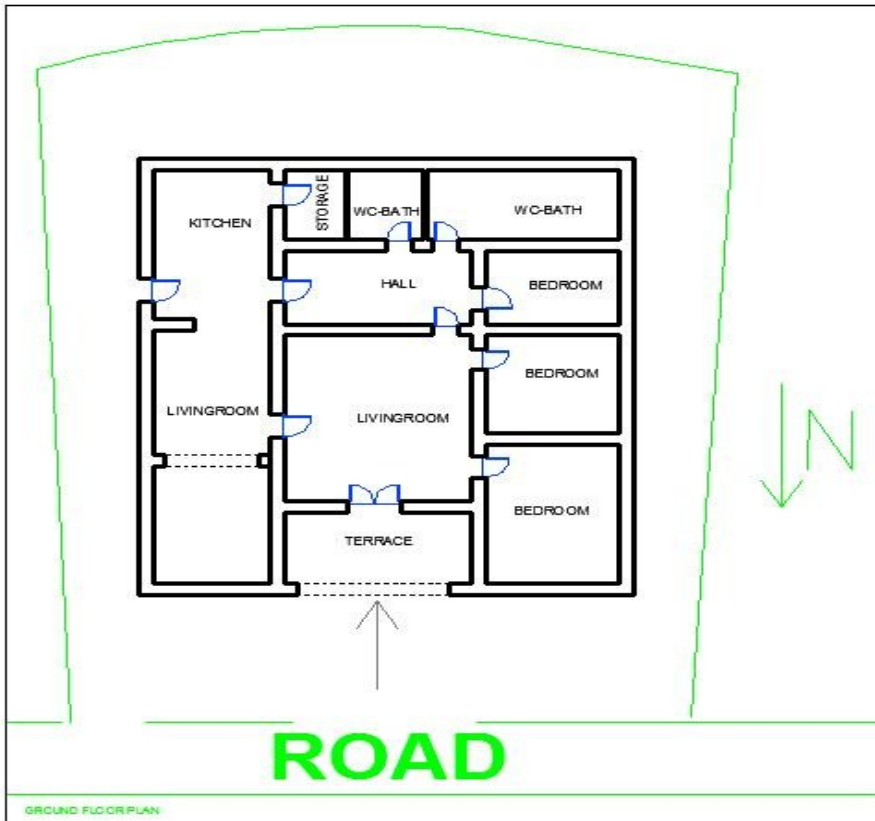 STORAGE
KITCHEN
WC-BATH
WC-BATH
HALL
BEDROOM
BEDROOM
LIVINGROOM
LIVINGROOM
N
BEDROOM
TERRACE
ROAD
GROUND FLOOR PLAN